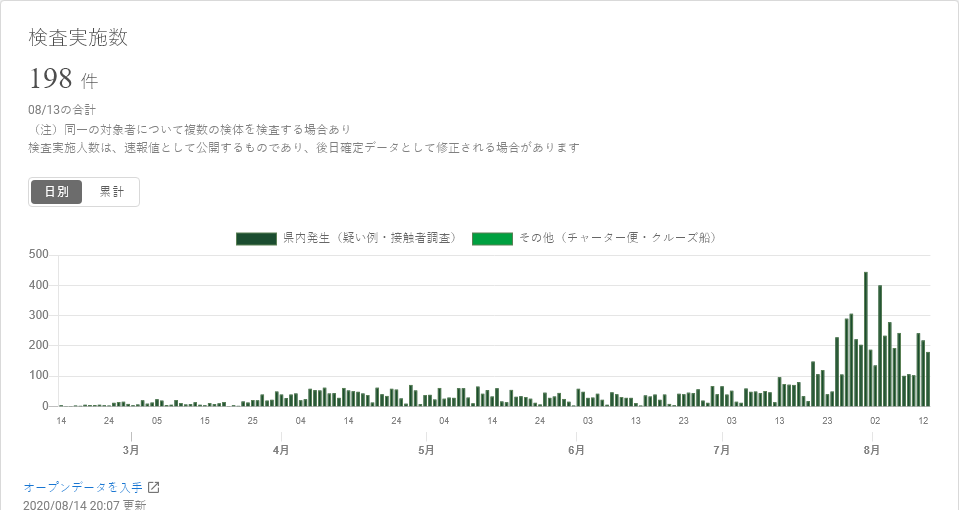 検査実施数
198 件
08/13の合計
（注）同一の対象者について複数の検体を検査する場合あり
検査実施人数は、速報値として公開するものであり、後日確定データとして修正される場合があります
日別 累計
県内発生（疑い例・接触者調査） その他（チャーター便・クルーズ船）
500
400
300
200
100
0
14 24 05 15 25 04 14 24 04 14 24 03 13 23 03 13 23 02 12
3月 4月 5月 6月 7月 8月
オープンデータを入手
2020/08/14 20:07 更新